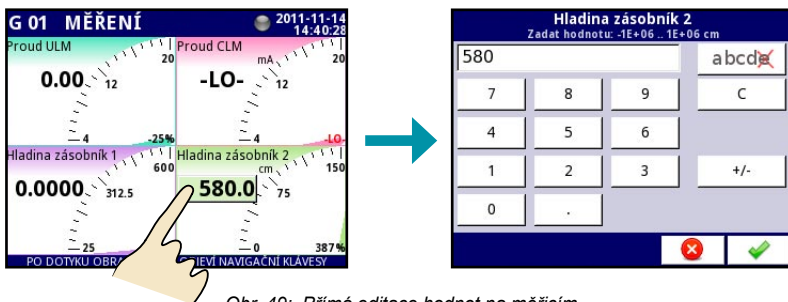 G 01 MĚŘENÍ
2011-11-14
14:40:28
Proud ULM
20
0.00
12
4
-25%
Proud CLM
mA
20
-LO-
12
4
-LO-
Hladina zásobník 1
600
0.0000
312.5
25
Hladina zásobník 2
cm
150
580.0
75
0
387%
PO DOTYKU
NAVIGAČNÍ KLÁVESY
Hladina zásobník 2
Zadat hodnotu: -1E+06 .. 1E+06 cm
580
abcde
7 8 9 C
4 5 6
1 2 3 +/-
0 .
Obr. 49: Přímá editace hodnot na měřicím